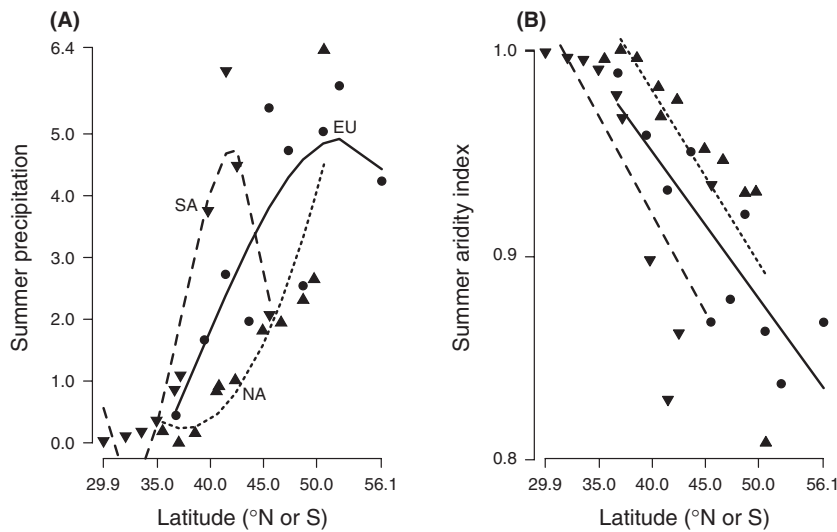 (A)
6.4
5.0
4.0
3.0
2.0
1.0
0.0
Summer precipitation
EU
SA
NA
29.9 35.0 40.0 45.0 50.0 56.1
Latitude (°N or S)
(B)
1.0
0.9
0.8
Summer aridity index
29.9 35.0 40.0 45.0 50.0 56.1
Latitude (°N or S)